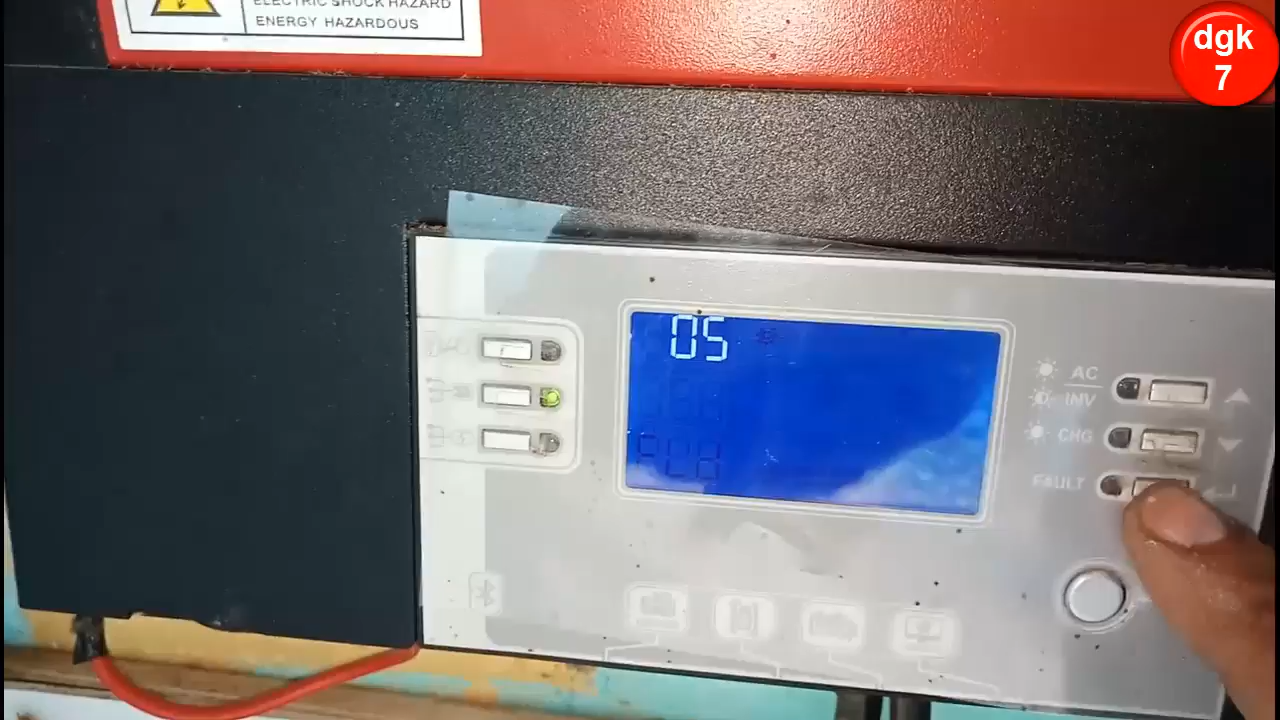 ELECTRIC SHOCK HAZARD
ENERGY HAZARDOUS
dgk
7
05
AC
INV
CHG
FAULT